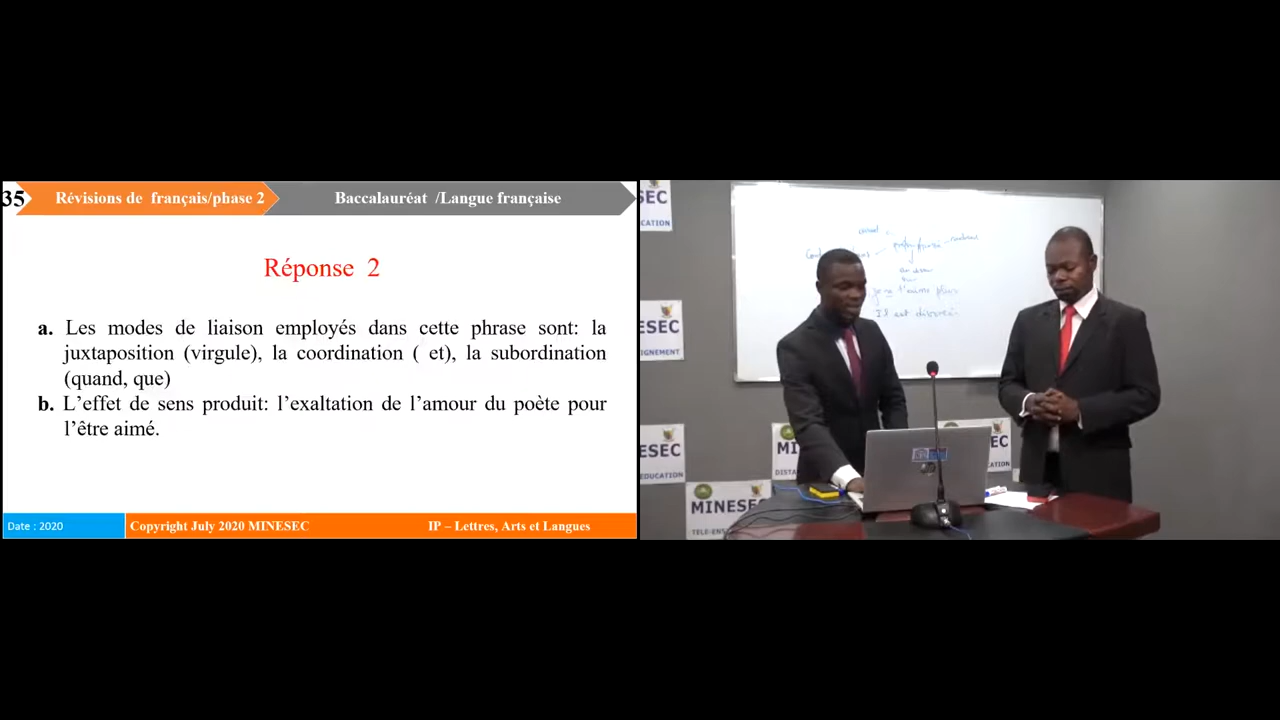 35
Révisions de français/phase 2
Baccalauréat /Langue française
Réponse 2
a. Les modes de liaison employés dans cette phrase sont: la
juxtaposition (virgule), la coordination ( et), la subordination
(quand, que)
b. L’effet de sens produit: l’exaltation de l’amour du poète pour
l’être aimé.
Date : 2020
Copyright July 2020 MINESEC
IP – Lettres, Arts et Langues
Il est
MINESEC